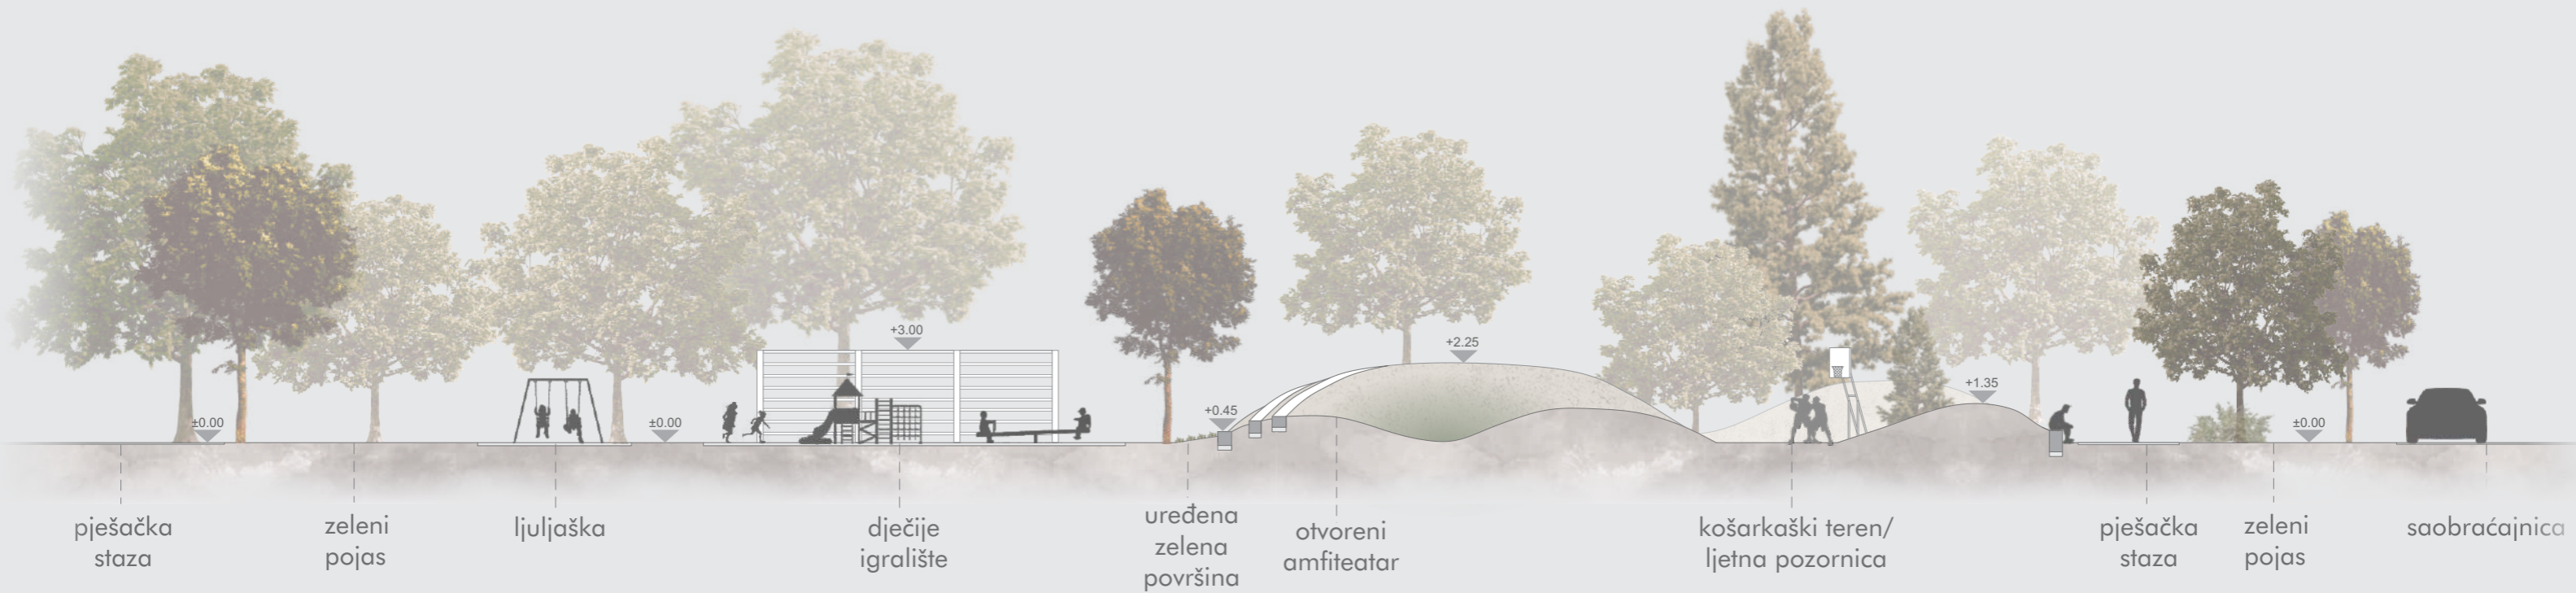 ±0.00
±0.00
+3.00
+0.45
+2.25
+1.35
±0.00
pješačka
staza
zeleni
pojas
ljuljaška
dječije
igralište
uređena
zelena
površina
otvoreni
amfiteatar
košarkaški teren/
ljetna pozornica
pješačka
staza
zeleni
pojas
saobraćajnica